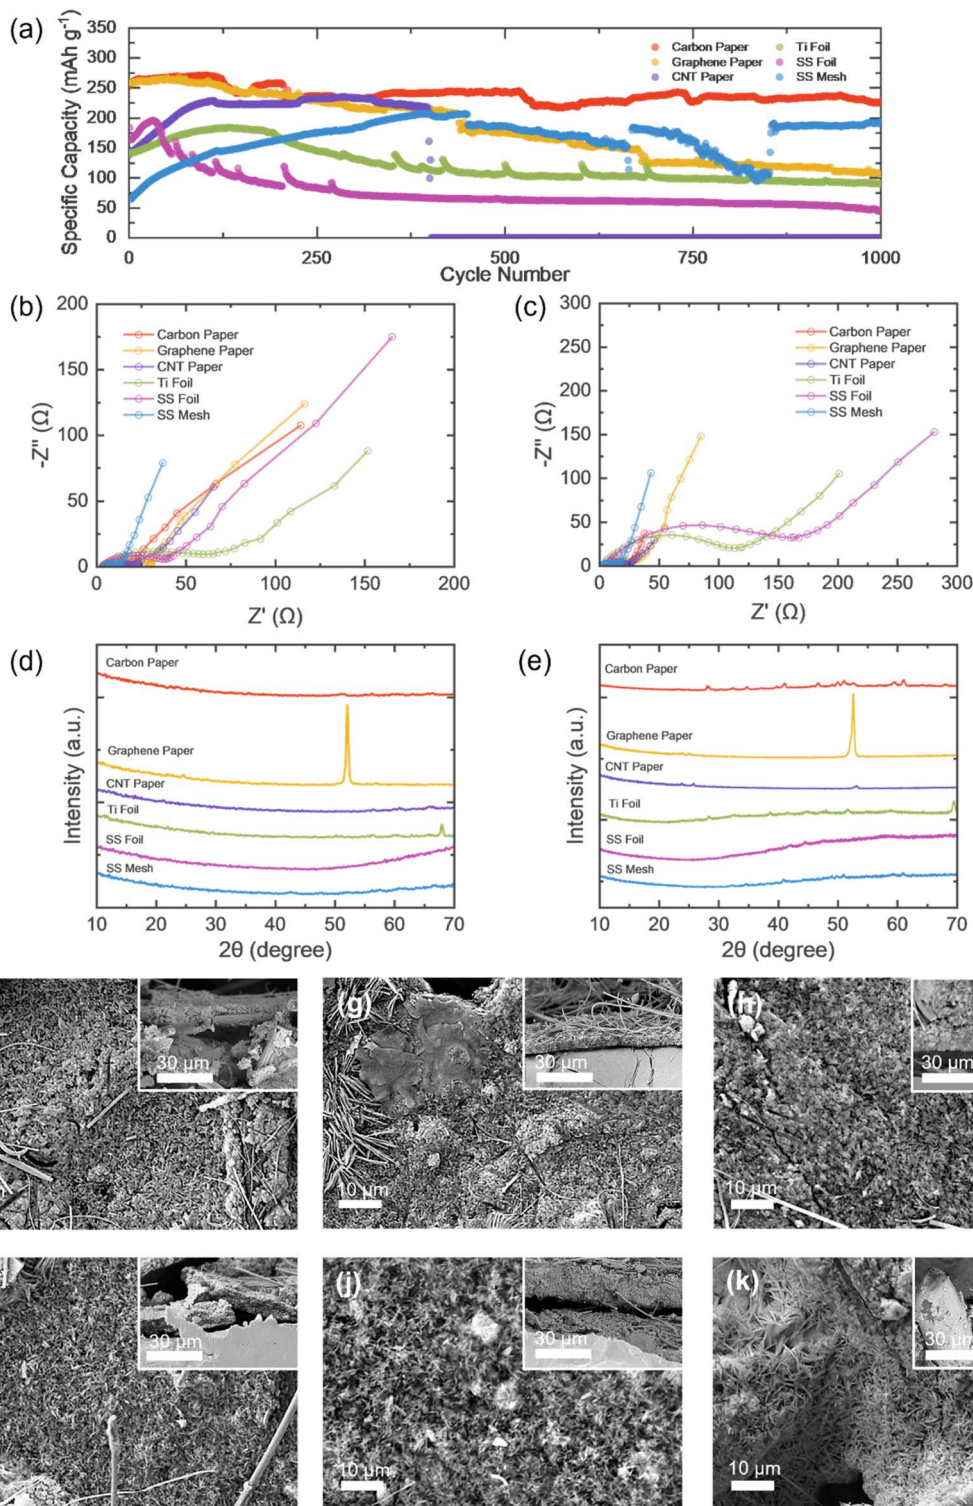 (a)
Specific Capacity (mAh g⁻¹)
350
300
250
200
150
100
50
0
Carbon Paper
Graphene Paper
CNT Paper
Ti Foil
SS Foil
SS Mesh
0 250 500 750 1000
Cycle Number
(b)
-Z'' (Ω)
200
150
100
50
0
Carbon Paper
Graphene Paper
CNT Paper
Ti Foil
SS Foil
SS Mesh
0 50 100 150 200
Z' (Ω)
(c)
-Z'' (Ω)
300
250
200
150
100
50
0
Carbon Paper
Graphene Paper
CNT Paper
Ti Foil
SS Foil
SS Mesh
0 50 100 150 200 250 300
Z' (Ω)
(d)
Intensity (a.u.)
Carbon Paper
Graphene Paper
CNT Paper
Ti Foil
SS Foil
SS Mesh
10 20 30 40 50 60 70
2θ (degree)
(e)
Intensity (a.u.)
Carbon Paper
Graphene Paper
CNT Paper
Ti Foil
SS Foil
SS Mesh
10 20 30 40 50 60 70
2θ (degree)
30 µm
(g)
30 µm
10 µm
(h)
30 µm
10 µm
30 µm
(j)
30 µm
10 µm
(k)
30 µm
10 µm